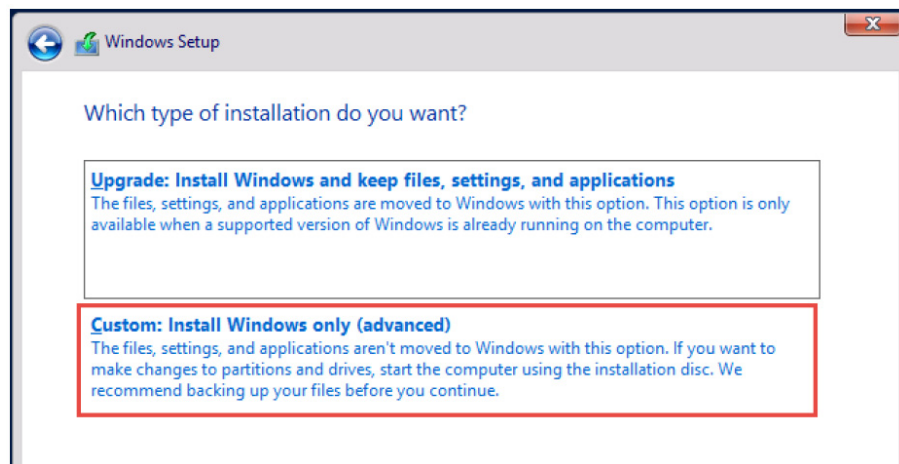 Windows Setup
Which type of installation do you want?
Upgrade: Install Windows and keep files, settings, and applications
The files, settings, and applications are moved to Windows with this option. This option is only
available when a supported version of Windows is already running on the computer.
Custom: Install Windows only (advanced)
The files, settings, and applications aren't moved to Windows with this option. If you want to
make changes to partitions and drives, start the computer using the installation disc. We
recommend backing up your files before you continue.